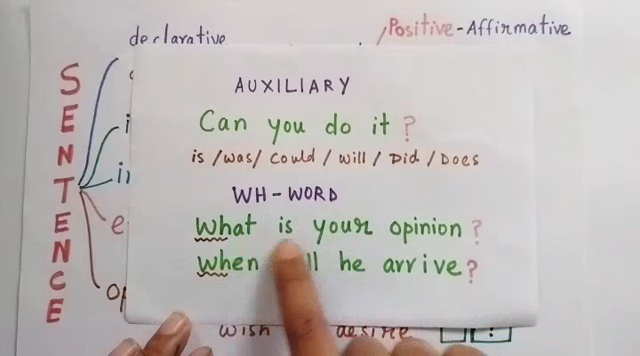 declarative
Positive-Affirmative
SENTENCE
AUXILIARY
Can you do it?
is /was/ could / will / Did / Does
WH-WORD
What is your opinion?
When he arrive?
wish desire